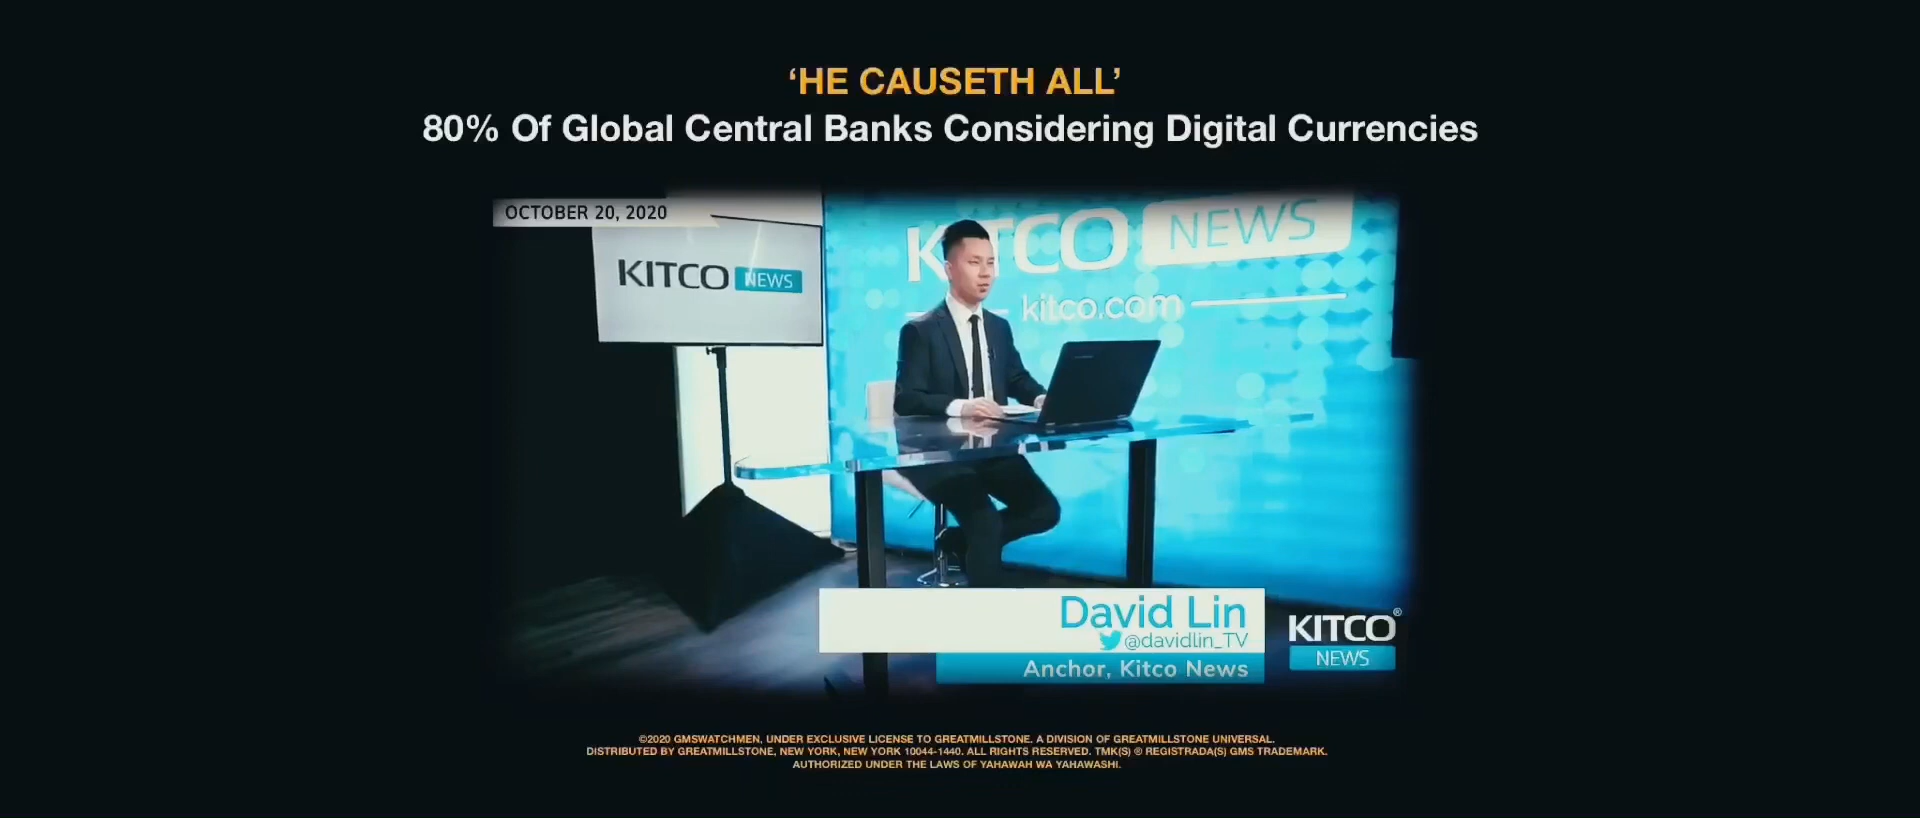 ‘HE CAUSETH ALL’
80% Of Global Central Banks Considering Digital Currencies
OCTOBER 20, 2020
KITCO NEWS
KITCO NEWS
kitco.com
David Lin
@davidlin_TV
Anchor, Kitco News
KITCO®
NEWS
©2020 GMSWATCHMEN, UNDER EXCLUSIVE LICENSE TO GREATMILLSTONE. A DIVISION OF GREATMILLSTONE UNIVERSAL.
DISTRIBUTED BY GREATMILLSTONE, NEW YORK, NEW YORK 10044-1440. ALL RIGHTS RESERVED. TMK(S) ® REGISTRADA(S) GMS TRADEMARK.
AUTHORIZED UNDER THE LAWS OF YAHAWAH WA YAHAWASHI.